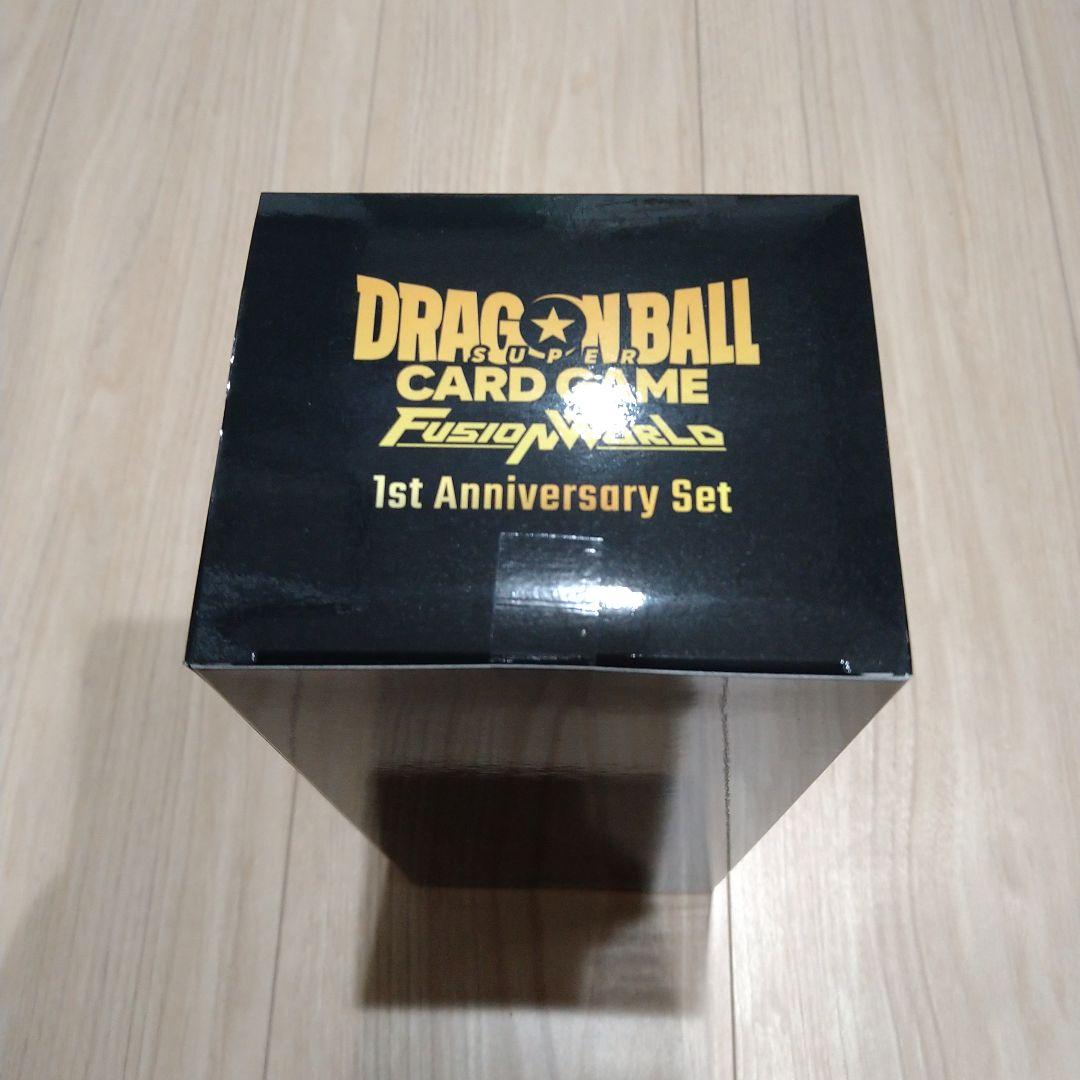 DRAGON BALL
SUPER
CARD GAME
FUSION WORLD
1st Anniversary Set